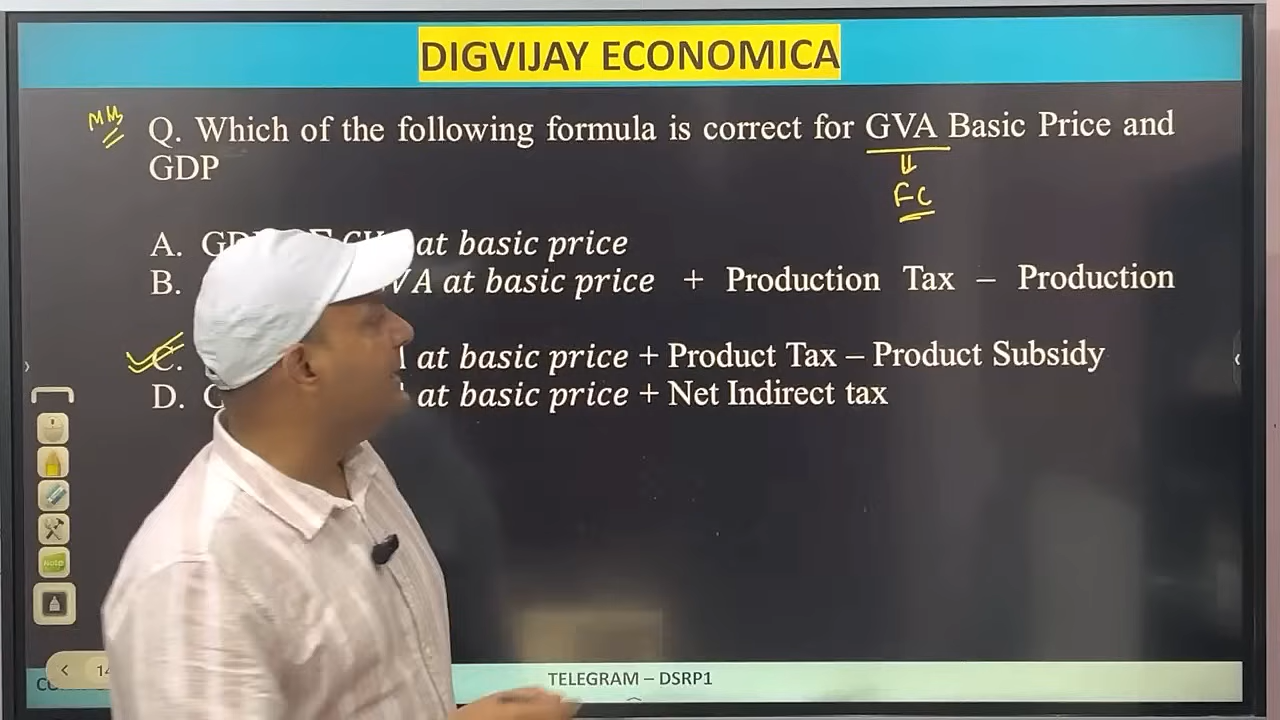 DIGVIJAY ECONOMICA
MM
Q. Which of the following formula is correct for GVA Basic Price and
GDP
FC
A. at basic price
B. at basic price + Production Tax – Production
C. at basic price + Product Tax – Product Subsidy
D. at basic price + Net Indirect tax
Help
< 14
TELEGRAM – DSRP1